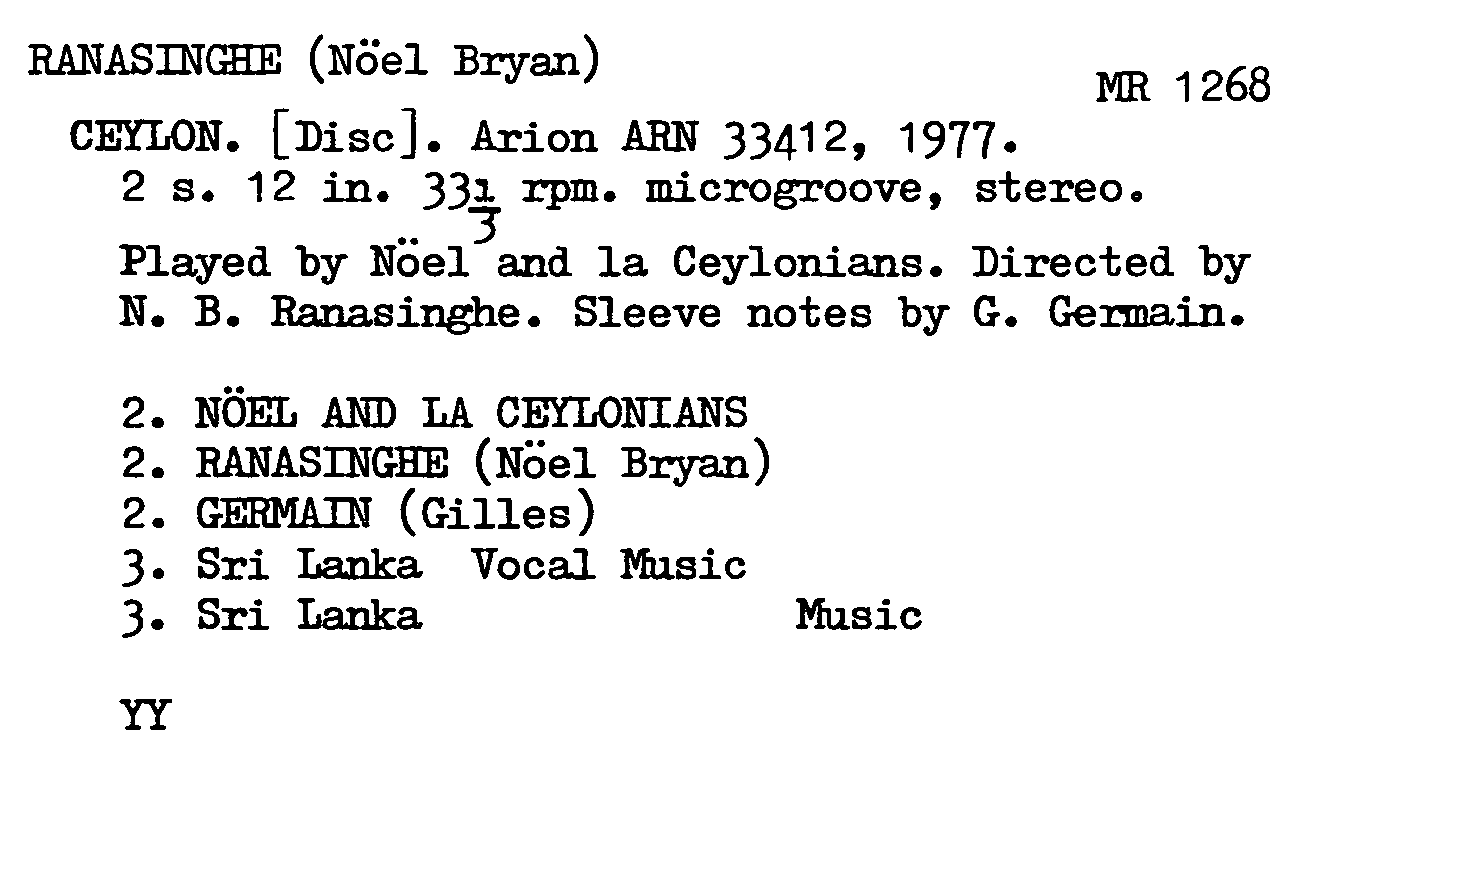 RANASINGHE (Nöel Bryan)
MR 1268
CEYLON. [Disc]. Arion ARN 33412, 1977.
2 s. 12 in. 33 1/3 rpm. microgroove, stereo.
Played by Nöel and la Ceylonians. Directed by
N. B. Ranasinghe. Sleeve notes by G. Germain.
2. NÖEL AND LA CEYLONIANS
2. RANASINGHE (Nöel Bryan)
2. GERMAIN (Gilles)
3. Sri Lanka Vocal Music
3. Sri Lanka Music
YY